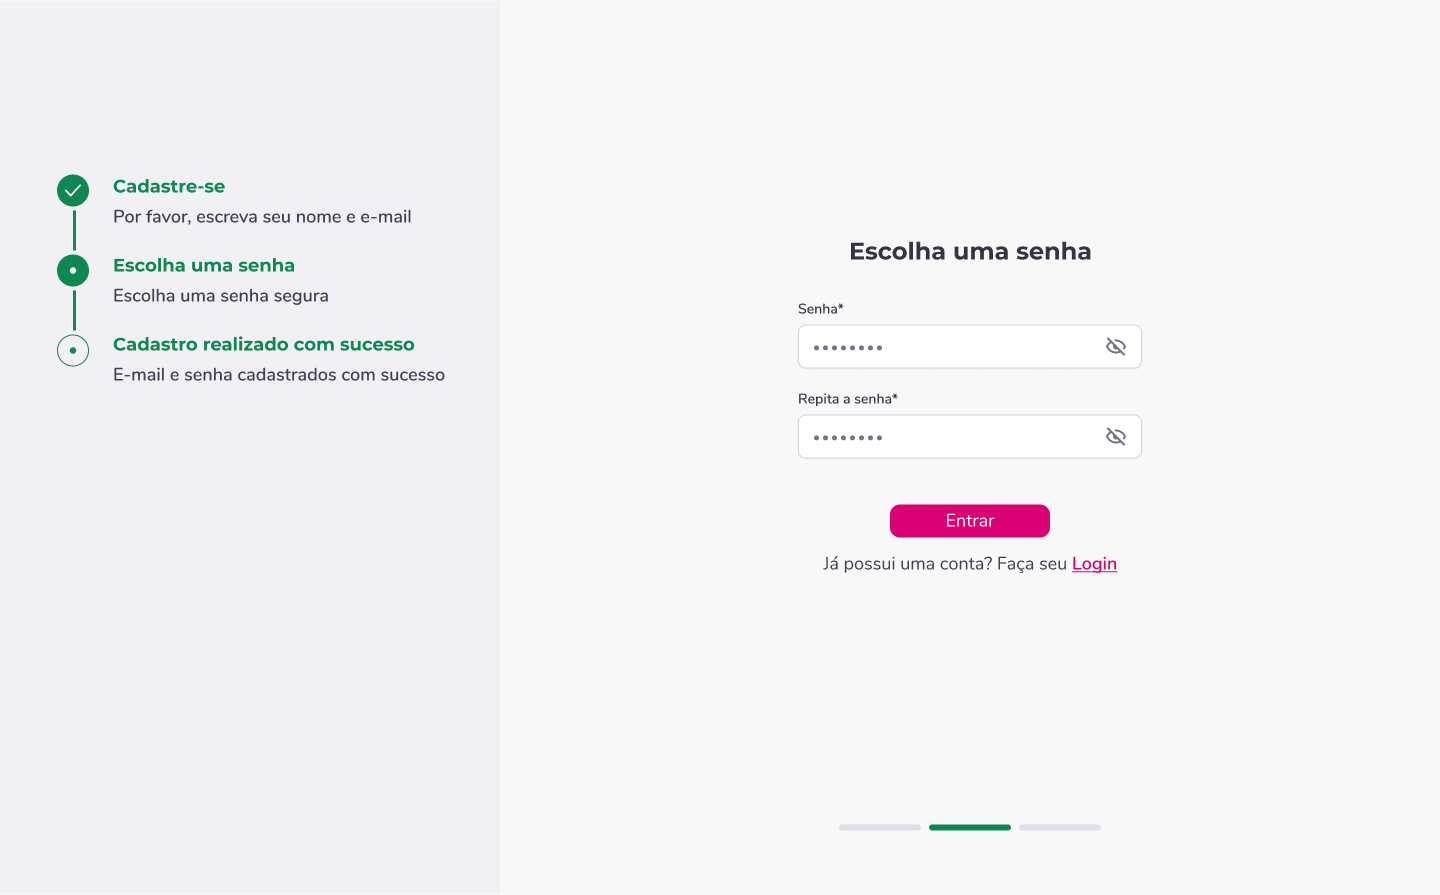 Cadastre-se
Por favor, escreva seu nome e e-mail
Escolha uma senha
Escolha uma senha segura
Cadastro realizado com sucesso
E-mail e senha cadastrados com sucesso
Escolha uma senha
Senha*
••••••••
Repita a senha*
••••••••
Entrar
Já possui uma conta? Faça seu Login